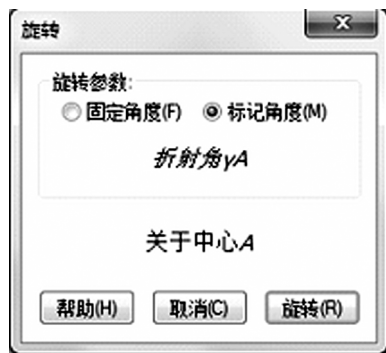 旋转
旋转参数:
固定角度(F) 标记角度(M)
折射角γA
关于中心A
帮助(H) 取消(C) 旋转(R)